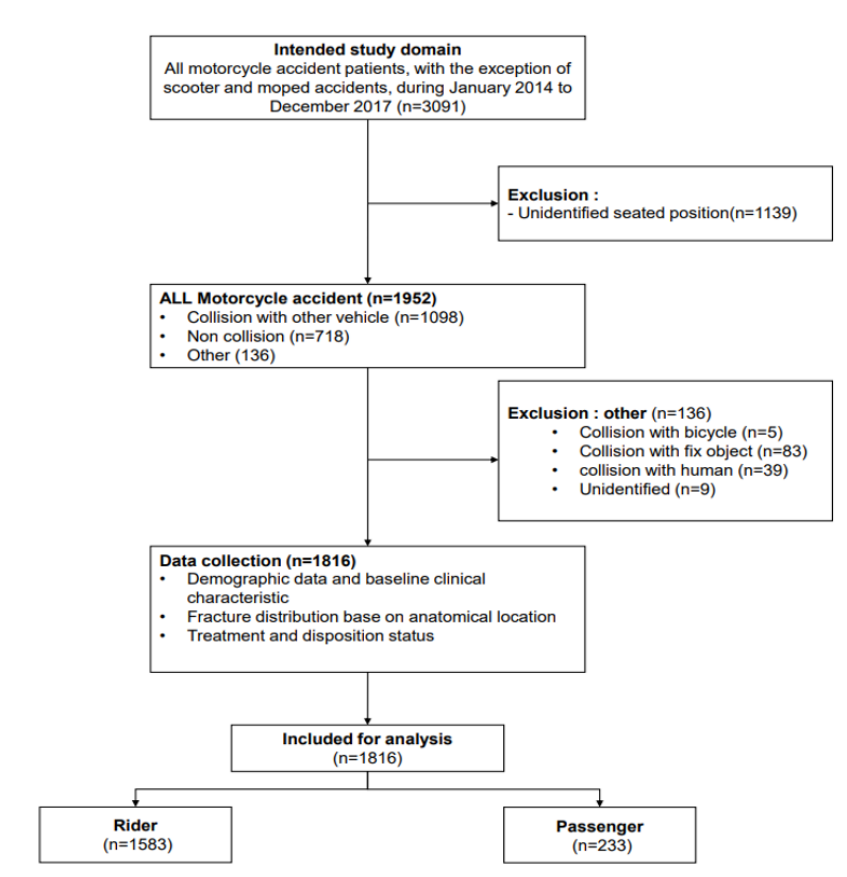 Intended study domain
All motorcycle accident patients, with the exception of
scooter and moped accidents, during January 2014 to
December 2017 (n=3091)
Exclusion :
- Unidentified seated position(n=1139)
ALL Motorcycle accident (n=1952)
• Collision with other vehicle (n=1098)
• Non collision (n=718)
• Other (136)
Exclusion : other (n=136)
• Collision with bicycle (n=5)
• Collision with fix object (n=83)
• collision with human (n=39)
• Unidentified (n=9)
Data collection (n=1816)
• Demographic data and baseline clinical
characteristic
• Fracture distribution base on anatomical location
• Treatment and disposition status
Included for analysis
(n=1816)
Rider
(n=1583)
Passenger
(n=233)